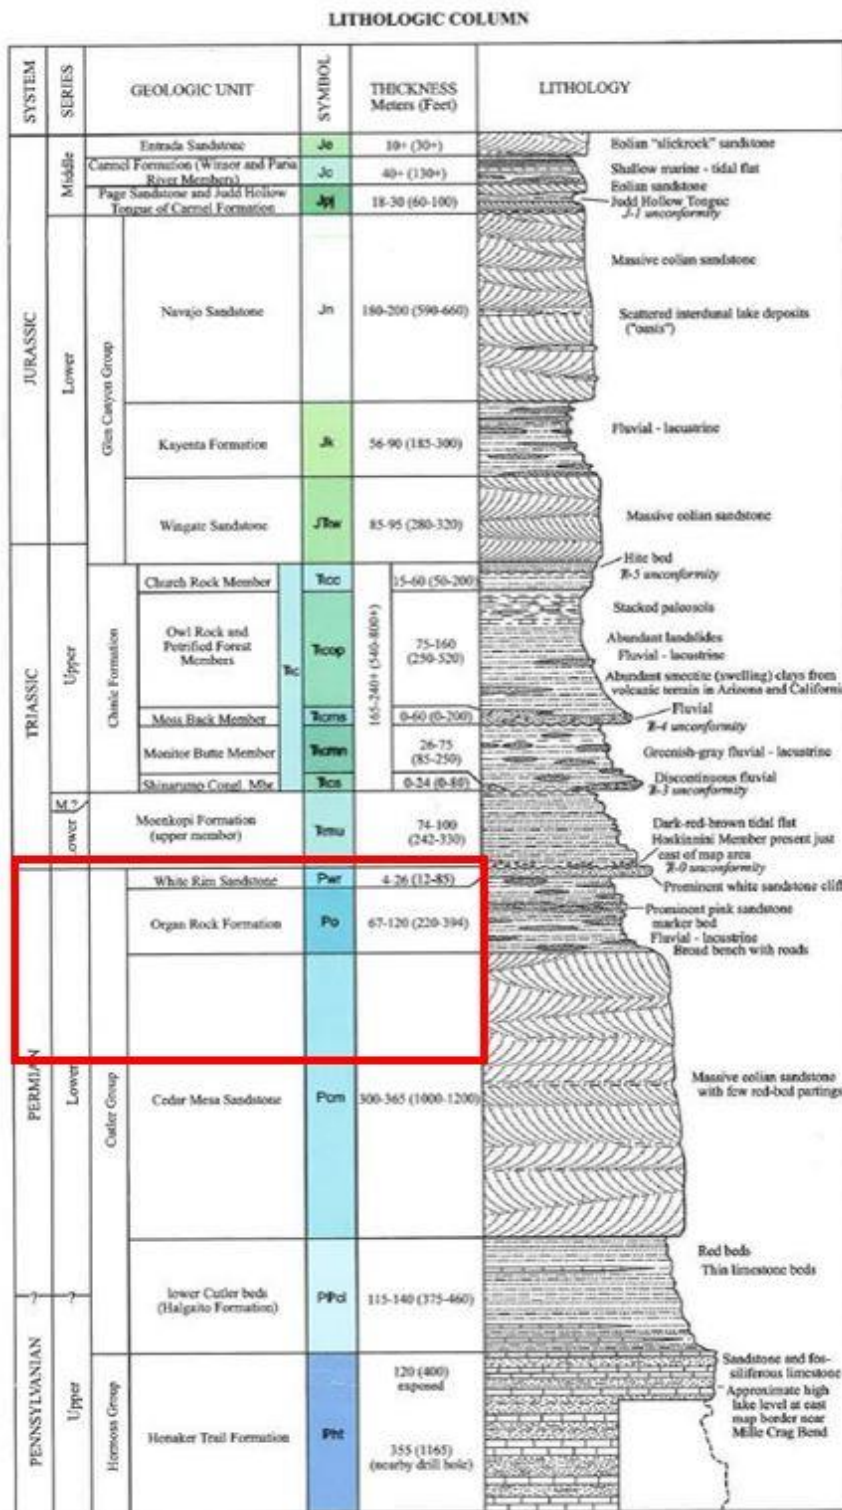 LITHOLOGIC COLUMN
SYSTEM
SERIES
GEOLOGIC UNIT
SYMBOL
THICKNESS
Meters (Feet)
LITHOLOGY
JURASSIC
Middle
Entrada Sandstone
Je
10+ (30+)
Eolian "slickrock" sandstone
Carmel Formation (Winsor and Paria
River Members)
Jc
40+ (130+)
Shallow marine - tidal flat
Page Sandstone and Judd Hollow
Tongue of Carmel Formation
Jpj
18-30 (60-100)
Eolian sandstone
Judd Hollow Tongue
J-1 unconformity
Lower
Glen Canyon Group
Navajo Sandstone
Jn
180-200 (590-660)
Massive eolian sandstone
Scattered interdunal lake deposits
("oasis")
Kayenta Formation
Jk
56-90 (185-300)
Fluvial - lacustrine
Wingate Sandstone
JTRw
85-95 (280-320)
Massive eolian sandstone
TRIASSIC
Upper
Chinle Formation
TRc
165-240+ (540-800+)
Hite bed
TR-5 unconformity
Church Rock Member
TRcc
15-60 (50-200)
Stacked paleosols
Owl Rock and
Petrified Forest
Members
TRcop
75-160
(250-520)
Abundant landslides
Fluvial - lacustrine
Abundant smectite (swelling) clays from
volcanic terrain in Arizona and California
Moss Back Member
TRcms
0-60 (0-200)
Fluvial
TR-4 unconformity
Monitor Butte Member
TRcmn
26-75
(85-250)
Greenish-gray fluvial - lacustrine
Shinarump Congl. Mbr
TRcs
0-24 (0-80)
Discontinuous fluvial
TR-3 unconformity
M.?
Lower
Moenkopi Formation
(upper member)
TRmu
74-100
(242-330)
Dark-red-brown tidal flat
Hoskinnini Member present just
east of map area
TR-0 unconformity
PERMIAN
Lower
Cutler Group
White Rim Sandstone
Pwr
4-26 (12-85)
Prominent white sandstone cliff
Organ Rock Formation
Po
67-120 (220-394)
Prominent pink sandstone
marker bed
Fluvial - lacustrine
Broad bench with roads
Cedar Mesa Sandstone
Pcm
300-365 (1000-1200)
Massive eolian sandstone
with few red-bed partings
Red beds
Thin limestone beds
lower Cutler beds
(Halgaito Formation)
PIPcl
115-140 (375-460)
?
?
PENNSYLVANIAN
Upper
Hermosa Group
Honaker Trail Formation
IPht
120 (400)
exposed
355 (1165)
(nearby drill hole)
Sandstone and fos-
siliferous limestone
Approximate high
lake level at east
map border near
Mille Crag Bend